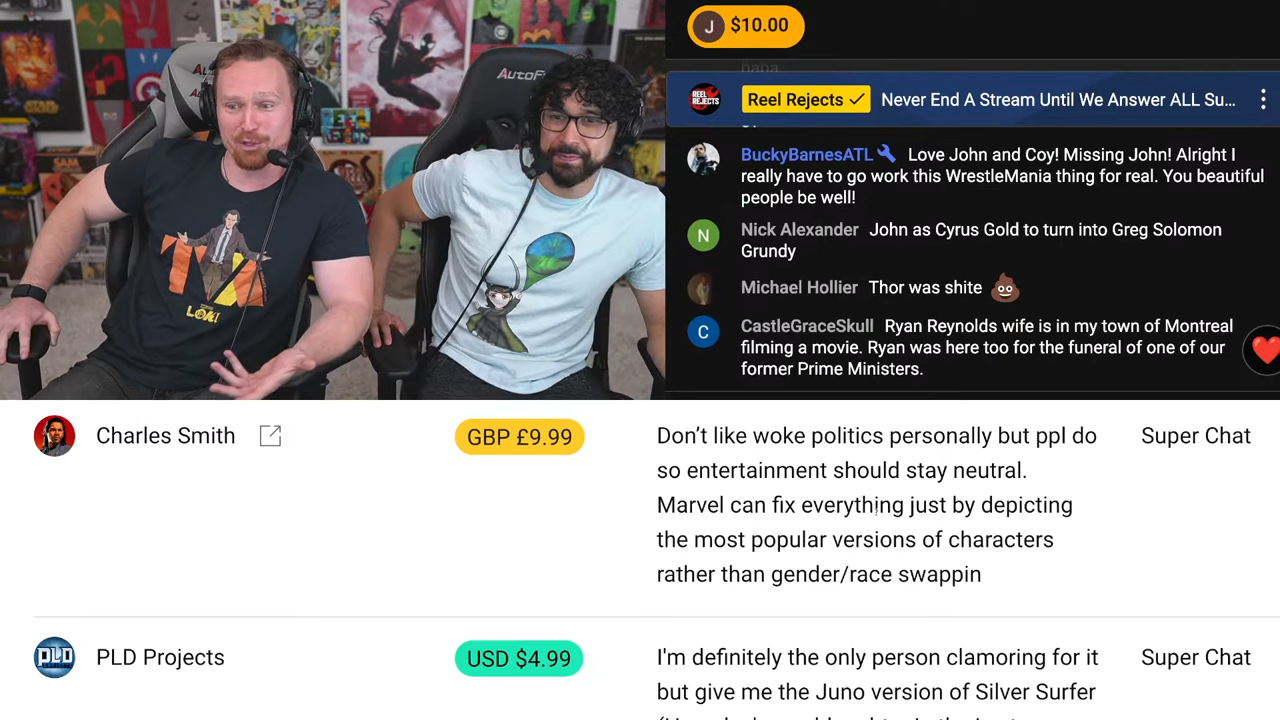 J $10.00
haha
REEL REJECTS Reel Rejects Never End A Stream Until We Answer ALL Su...
BuckyBarnesATL Love John and Coy! Missing John! Alright I
really have to go work this WrestleMania thing for real. You beautiful
people be well!
N Nick Alexander John as Cyrus Gold to turn into Greg Solomon
Grundy
Michael Hollier Thor was shite 💩
C CastleGraceSkull Ryan Reynolds wife is in my town of Montreal
filming a movie. Ryan was here too for the funeral of one of our
former Prime Ministers.
AUTOF
LOKI
Charles Smith GBP £9.99 Don’t like woke politics personally but ppl do Super Chat
so entertainment should stay neutral.
Marvel can fix everything just by depicting
the most popular versions of characters
rather than gender/race swappin
PLD PLD Projects USD $4.99 I'm definitely the only person clamoring for it Super Chat
but give me the Juno version of Silver Surfer